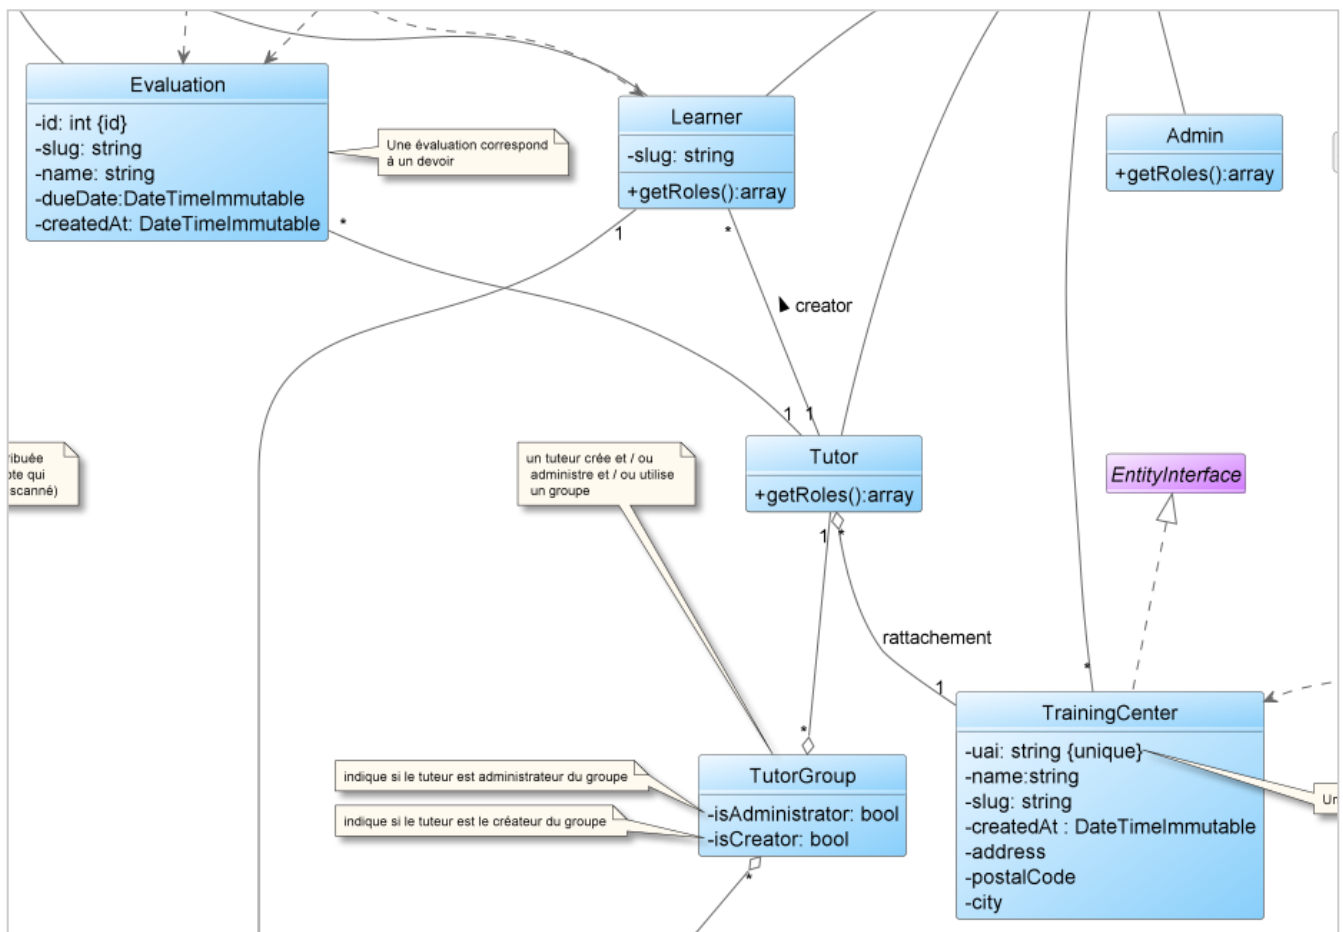 Evaluation
-id: int {id}
-slug: string
-name: string
-dueDate:DateTimeImmutable
-createdAt: DateTimeImmutable
*
Une évaluation correspond
à un devoir
Learner
-slug: string
+getRoles():array
1
*
Admin
+getRoles():array
creator
1
1
Tutor
+getRoles():array
1
*
un tuteur crée et / ou
administre et / ou utilise
un groupe
ribuée
ote qui
scanné)
EntityInterface
rattachement
1
*
*
TrainingCenter
-uai: string {unique}
-name:string
-slug: string
-createdAt : DateTimeImmutable
-address
-postalCode
-city
Un
TutorGroup
-isAdministrator: bool
-isCreator: bool
*
indique si le tuteur est administrateur du groupe
indique si le tuteur est le créateur du groupe